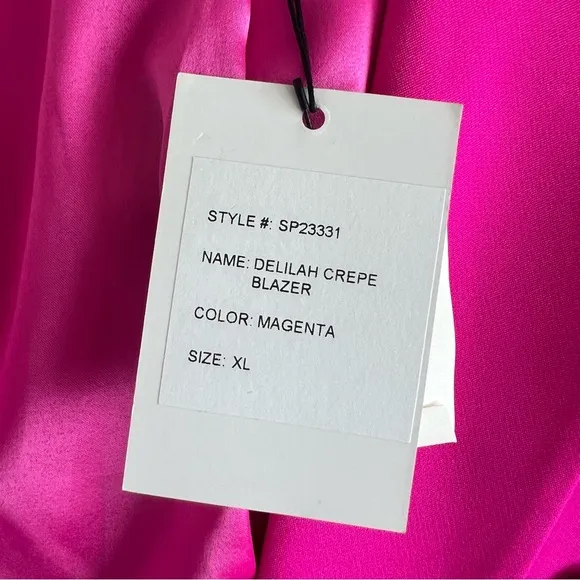 STYLE #: SP23331
NAME: DELILAH CREPE
BLAZER
COLOR: MAGENTA
SIZE: XL